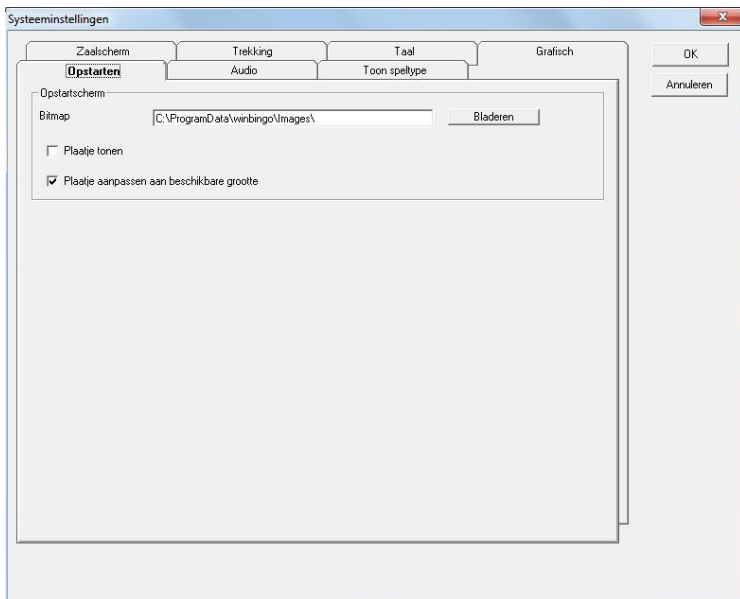 Systeeminstellingen
Zaalscherm Trekking Taal Grafisch
Opstarten Audio Toon speltype
OK
Annuleren
Opstartscherm
Bitmap C:\ProgramData\winbingo\Images\ Bladeren
Plaatje tonen
Plaatje aanpassen aan beschikbare grootte